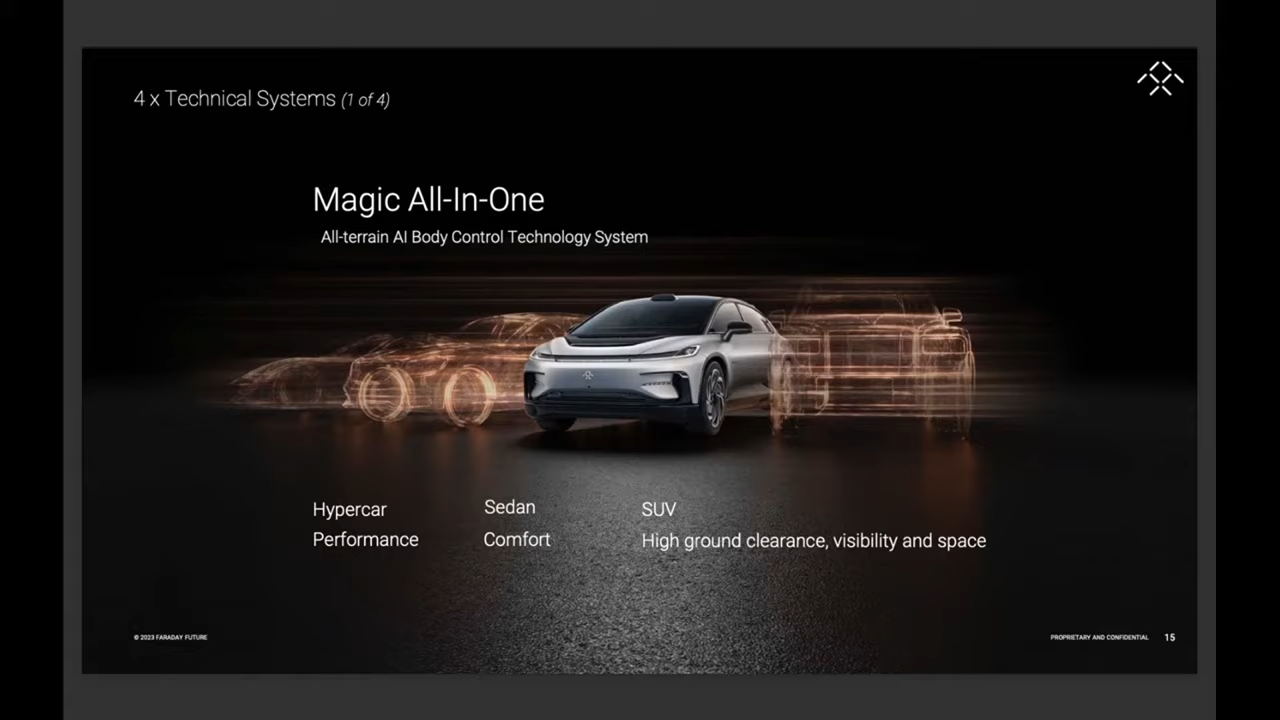 4 x Technical Systems (1 of 4)
Magic All-In-One
All-terrain AI Body Control Technology System
Hypercar
Performance
Sedan
Comfort
SUV
High ground clearance, visibility and space
© 2023 FARADAY FUTURE
PROPRIETARY AND CONFIDENTIAL 15